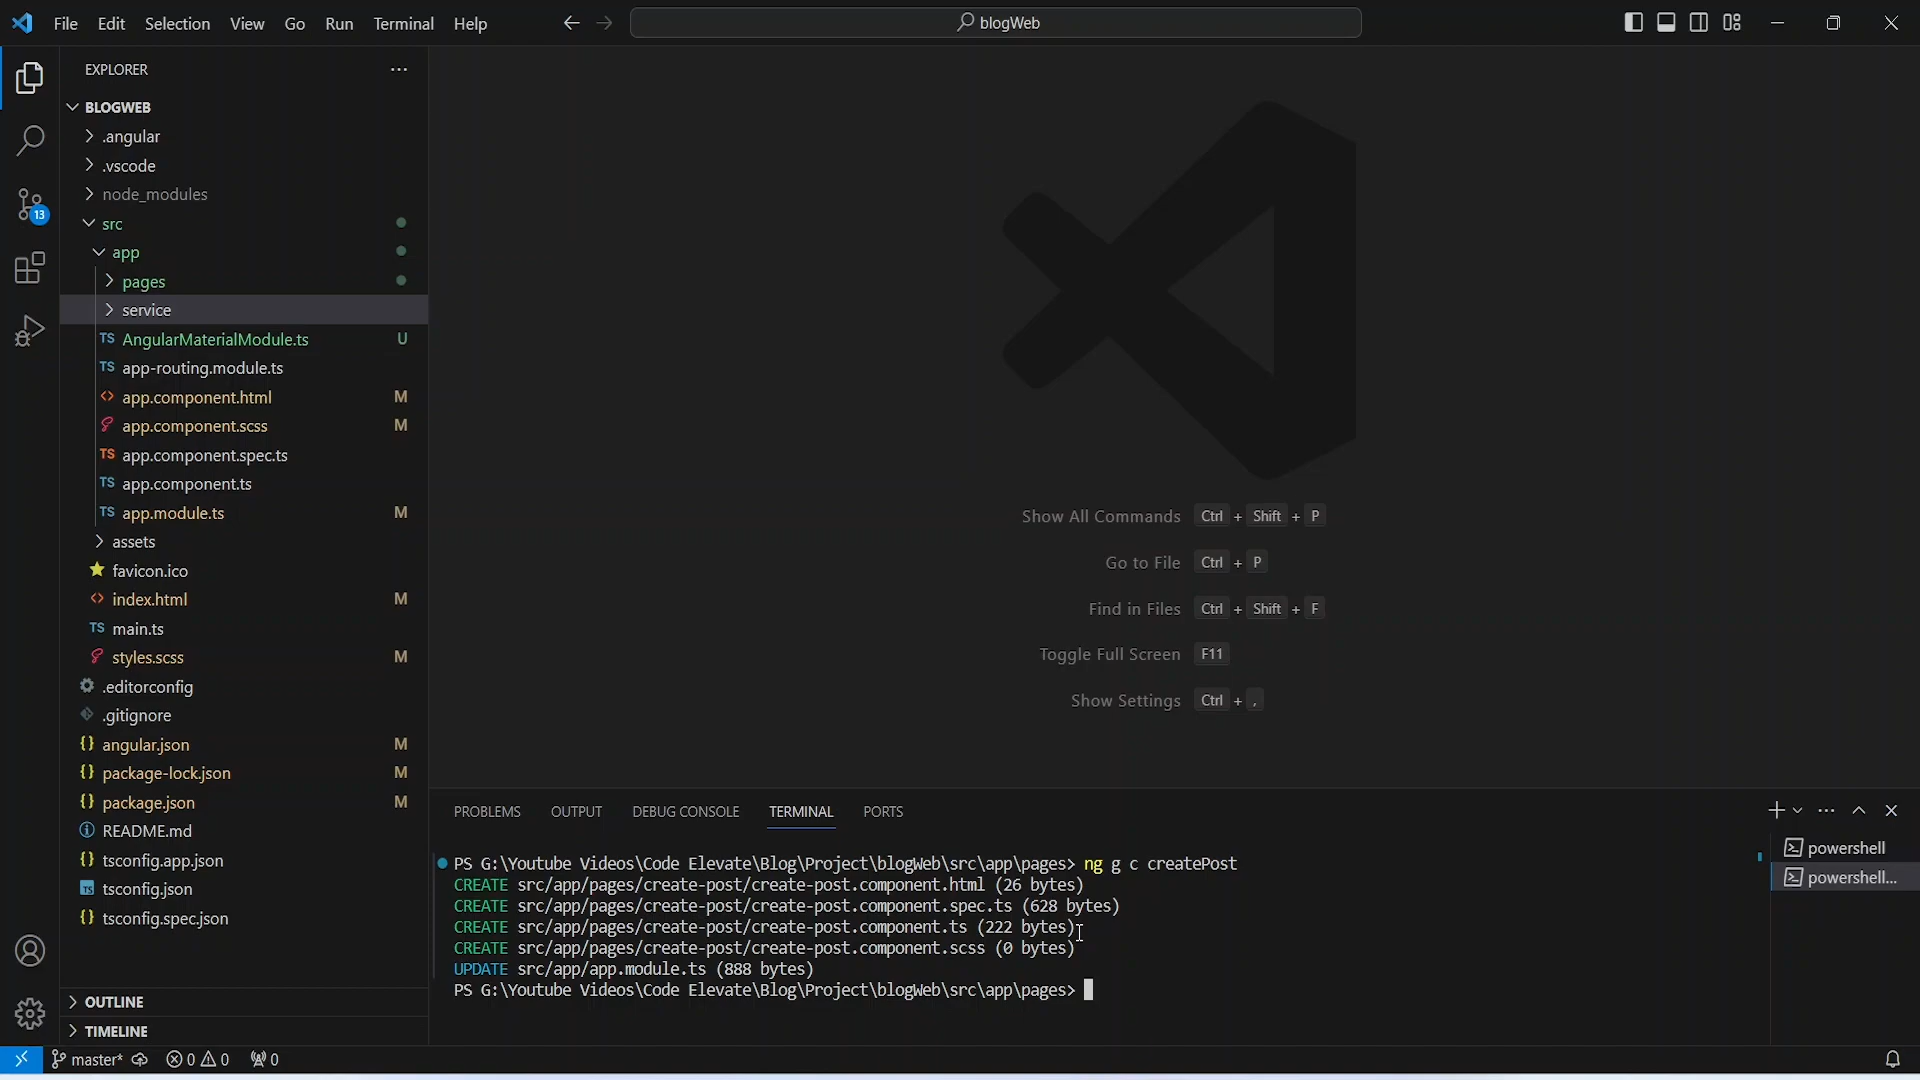 File Edit Selection View Go Run Terminal Help
blogWeb
EXPLORER
BLOGWEB
.angular
.vscode
node_modules
src
app
pages
service
TS AngularMaterialModule.ts U
TS app-routing.module.ts
app.component.html M
app.component.scss M
TS app.component.spec.ts
TS app.component.ts
TS app.module.ts M
assets
favicon.ico
index.html M
TS main.ts
styles.scss M
.editorconfig
.gitignore
{} angular.json M
{} package-lock.json M
{} package.json M
README.md
{} tsconfig.app.json
TS tsconfig.json
{} tsconfig.spec.json
OUTLINE
TIMELINE
13
Show All Commands Ctrl + Shift + P
Go to File Ctrl + P
Find in Files Ctrl + Shift + F
Toggle Full Screen F11
Show Settings Ctrl + ,
PROBLEMS OUTPUT DEBUG CONSOLE TERMINAL PORTS
PS G:\Youtube Videos\Code Elevate\Blog\Project\blogWeb\src\app\pages> ng g c createPost
CREATE src/app/pages/create-post/create-post.component.html (26 bytes)
CREATE src/app/pages/create-post/create-post.component.spec.ts (628 bytes)
CREATE src/app/pages/create-post/create-post.component.ts (222 bytes)
CREATE src/app/pages/create-post/create-post.component.scss (0 bytes)
UPDATE src/app/app.module.ts (888 bytes)
PS G:\Youtube Videos\Code Elevate\Blog\Project\blogWeb\src\app\pages>
powershell
powershell...
master* 0 0 0